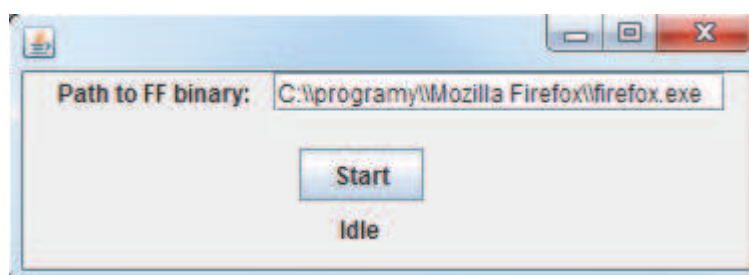 Path to FF binary: C:\\programy\\Mozilla Firefox\\firefox.exe
Start
Idle